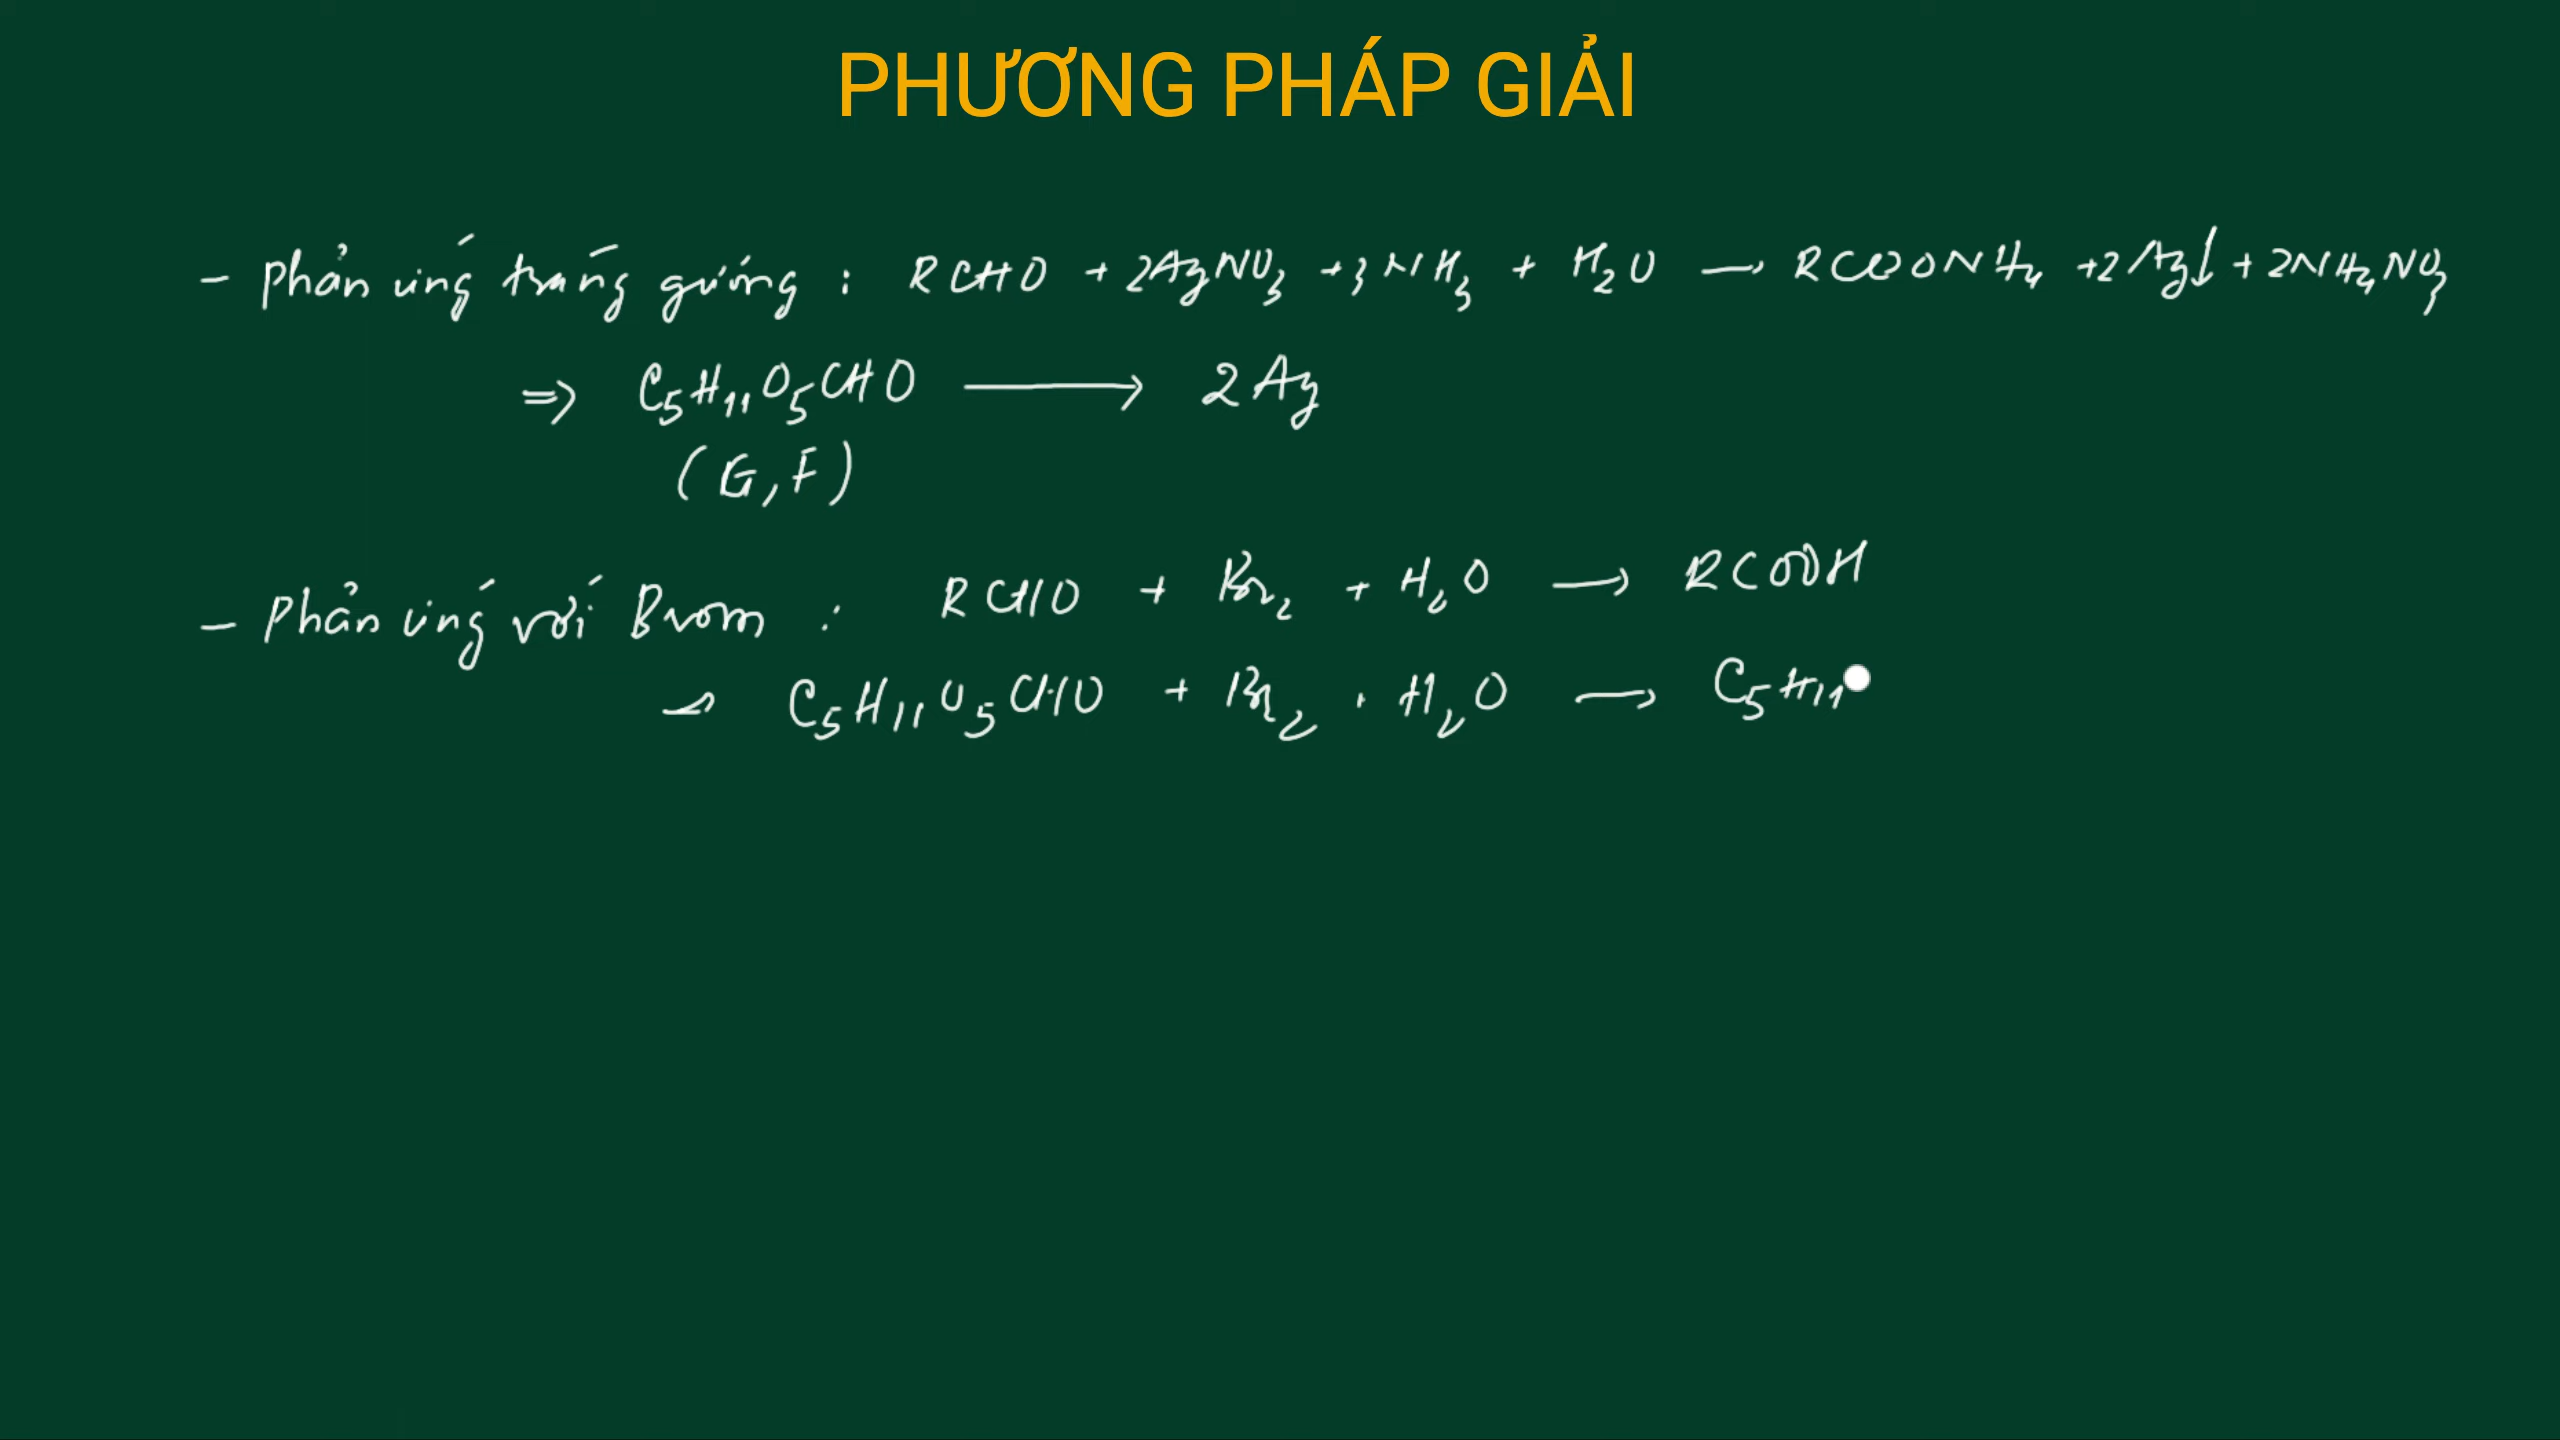 PHƯƠNG PHÁP GIẢI
- Phản ứng tráng gương : RCHO + 2AgNO₃ + 3NH₃ + H₂O → RCOONH₄ + 2Ag↓ + 2NH₄NO₃
⇒ C₅H₁₁O₅CHO → 2Ag
(G, F)
- Phản ứng với Brom : RCHO + Br₂ + H₂O → RCOOH
→ C₅H₁₁O₅CHO + Br₂ + H₂O → C₅H₁₁